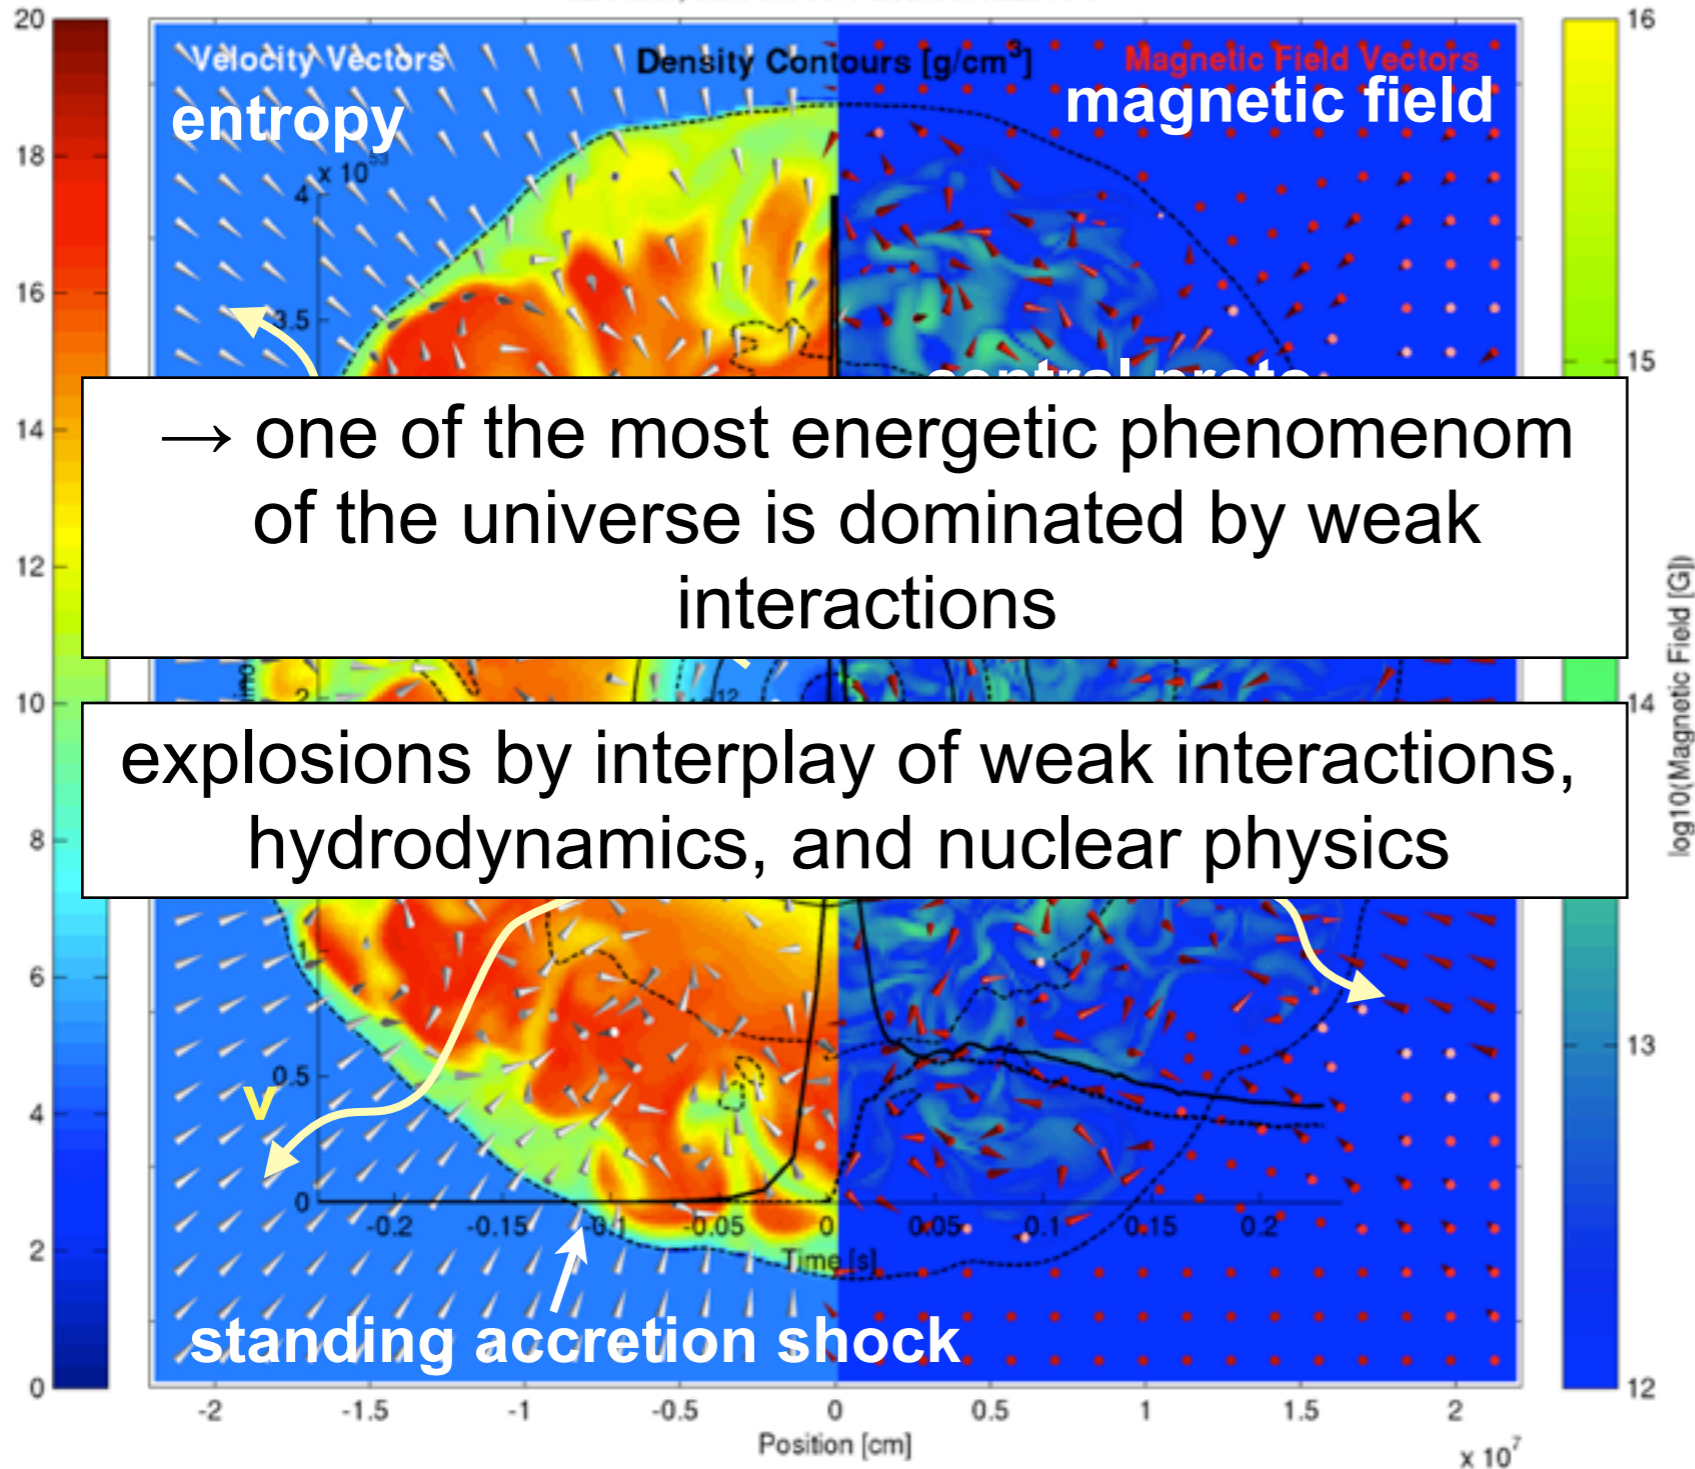 20
16
Velocity Vectors
Density Contours [g/cm³]
Magnetic Field Vectors
entropy
magnetic field
18
x 10⁵³
4
16
3.5
15
14
→ one of the most energetic phenomenom
of the universe is dominated by weak
interactions
12
log10(Magnetic Field [G])
2
12
10
14
explosions by interplay of weak interactions,
hydrodynamics, and nuclear physics
8
1
6
13
0.5
ν
4
0
-0.2
-0.15
-0.1
-0.05
0
0.05
0.1
0.15
0.2
2
Time [s]
standing accretion shock
0
12
-2
-1.5
-1
-0.5
0
0.5
1
1.5
2
Position [cm]
x 10⁷